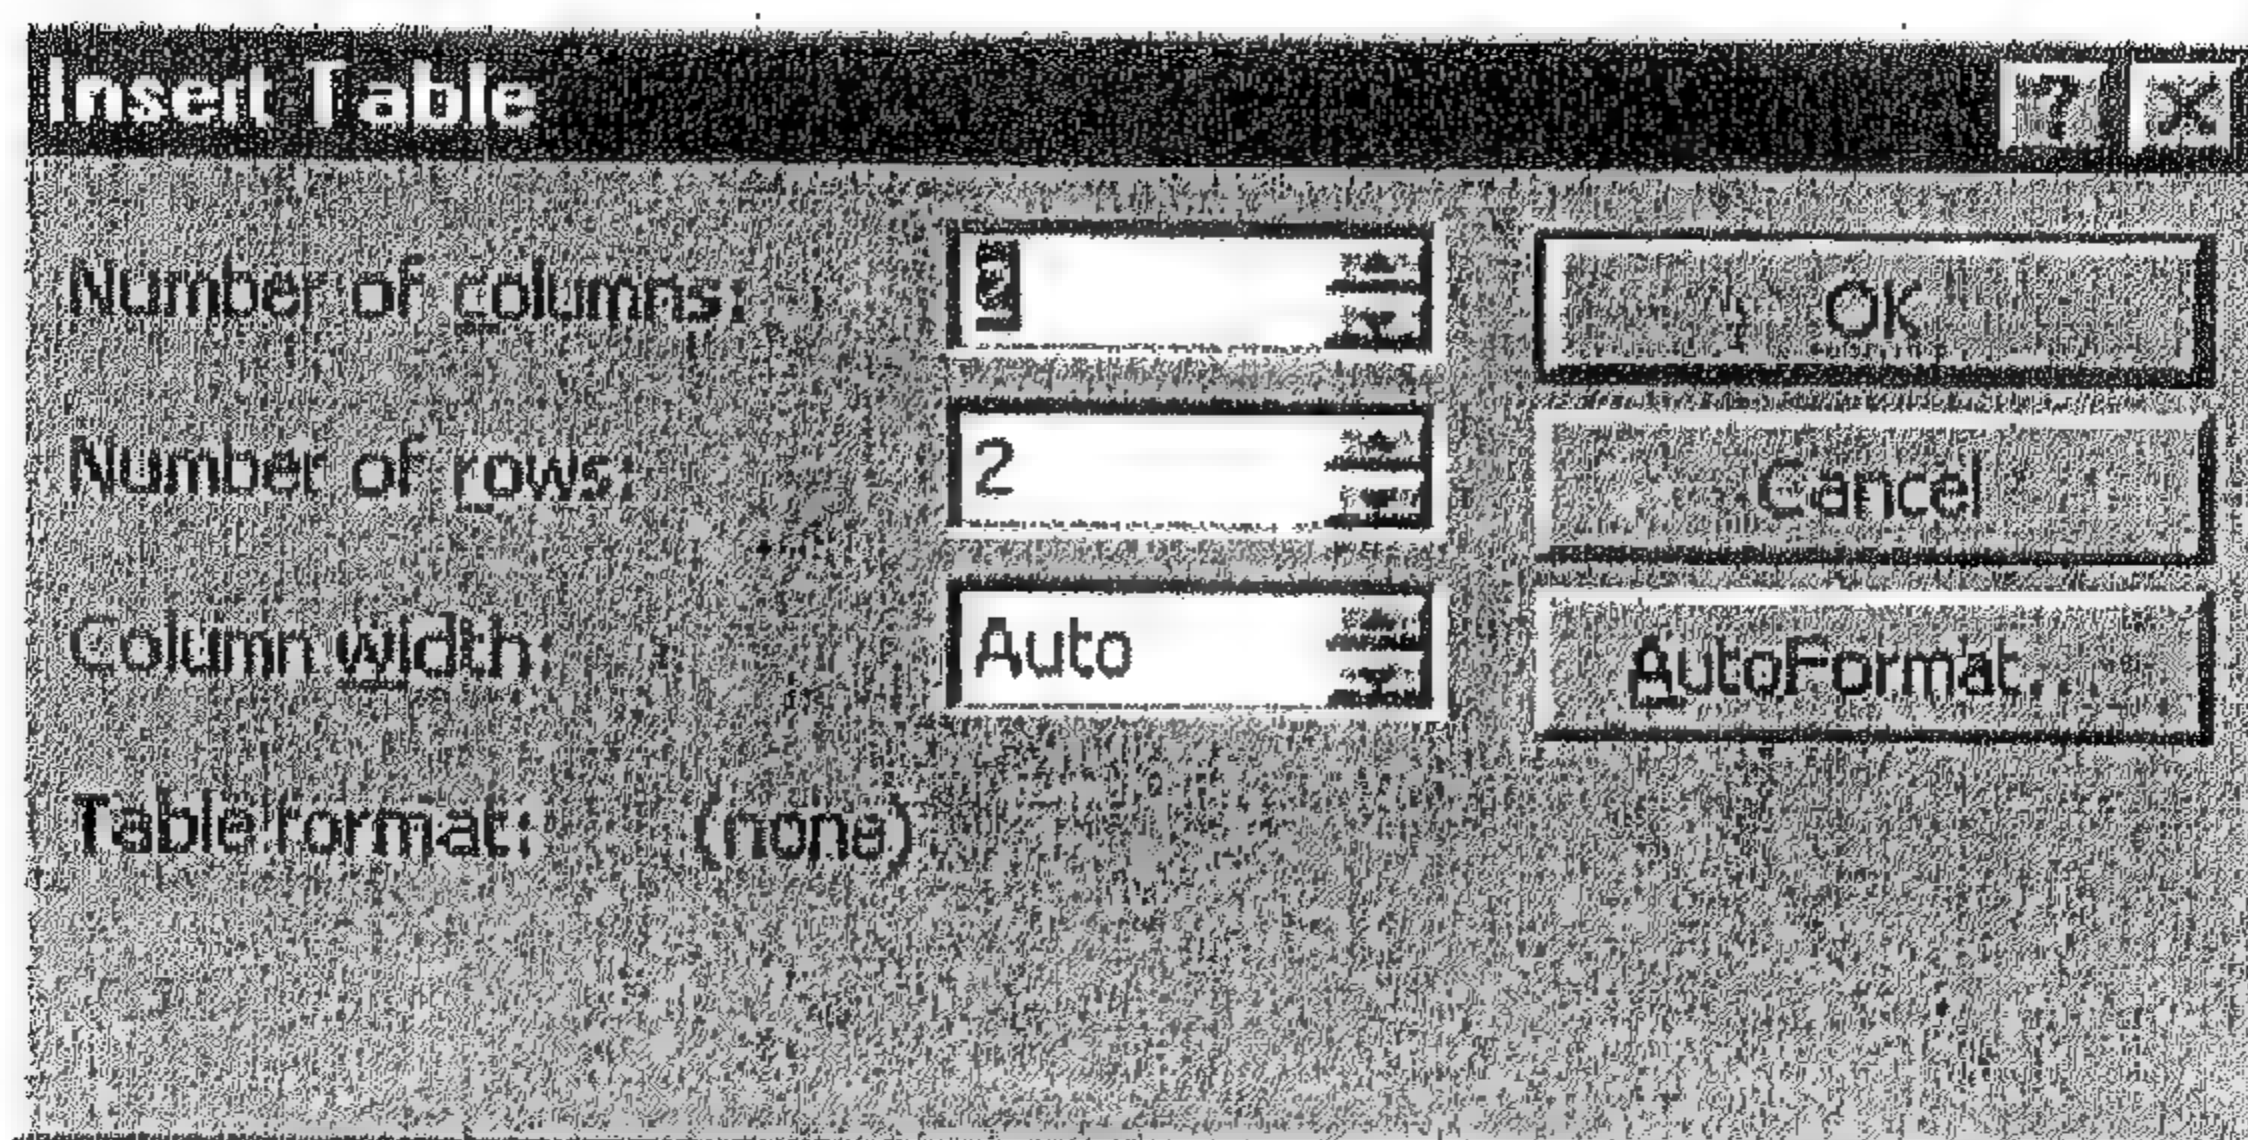 Insert Table ? X
Number of columns: OK
Number of rows: 2 Cancel
Column width: Auto AutoFormat...
Table format: (none)